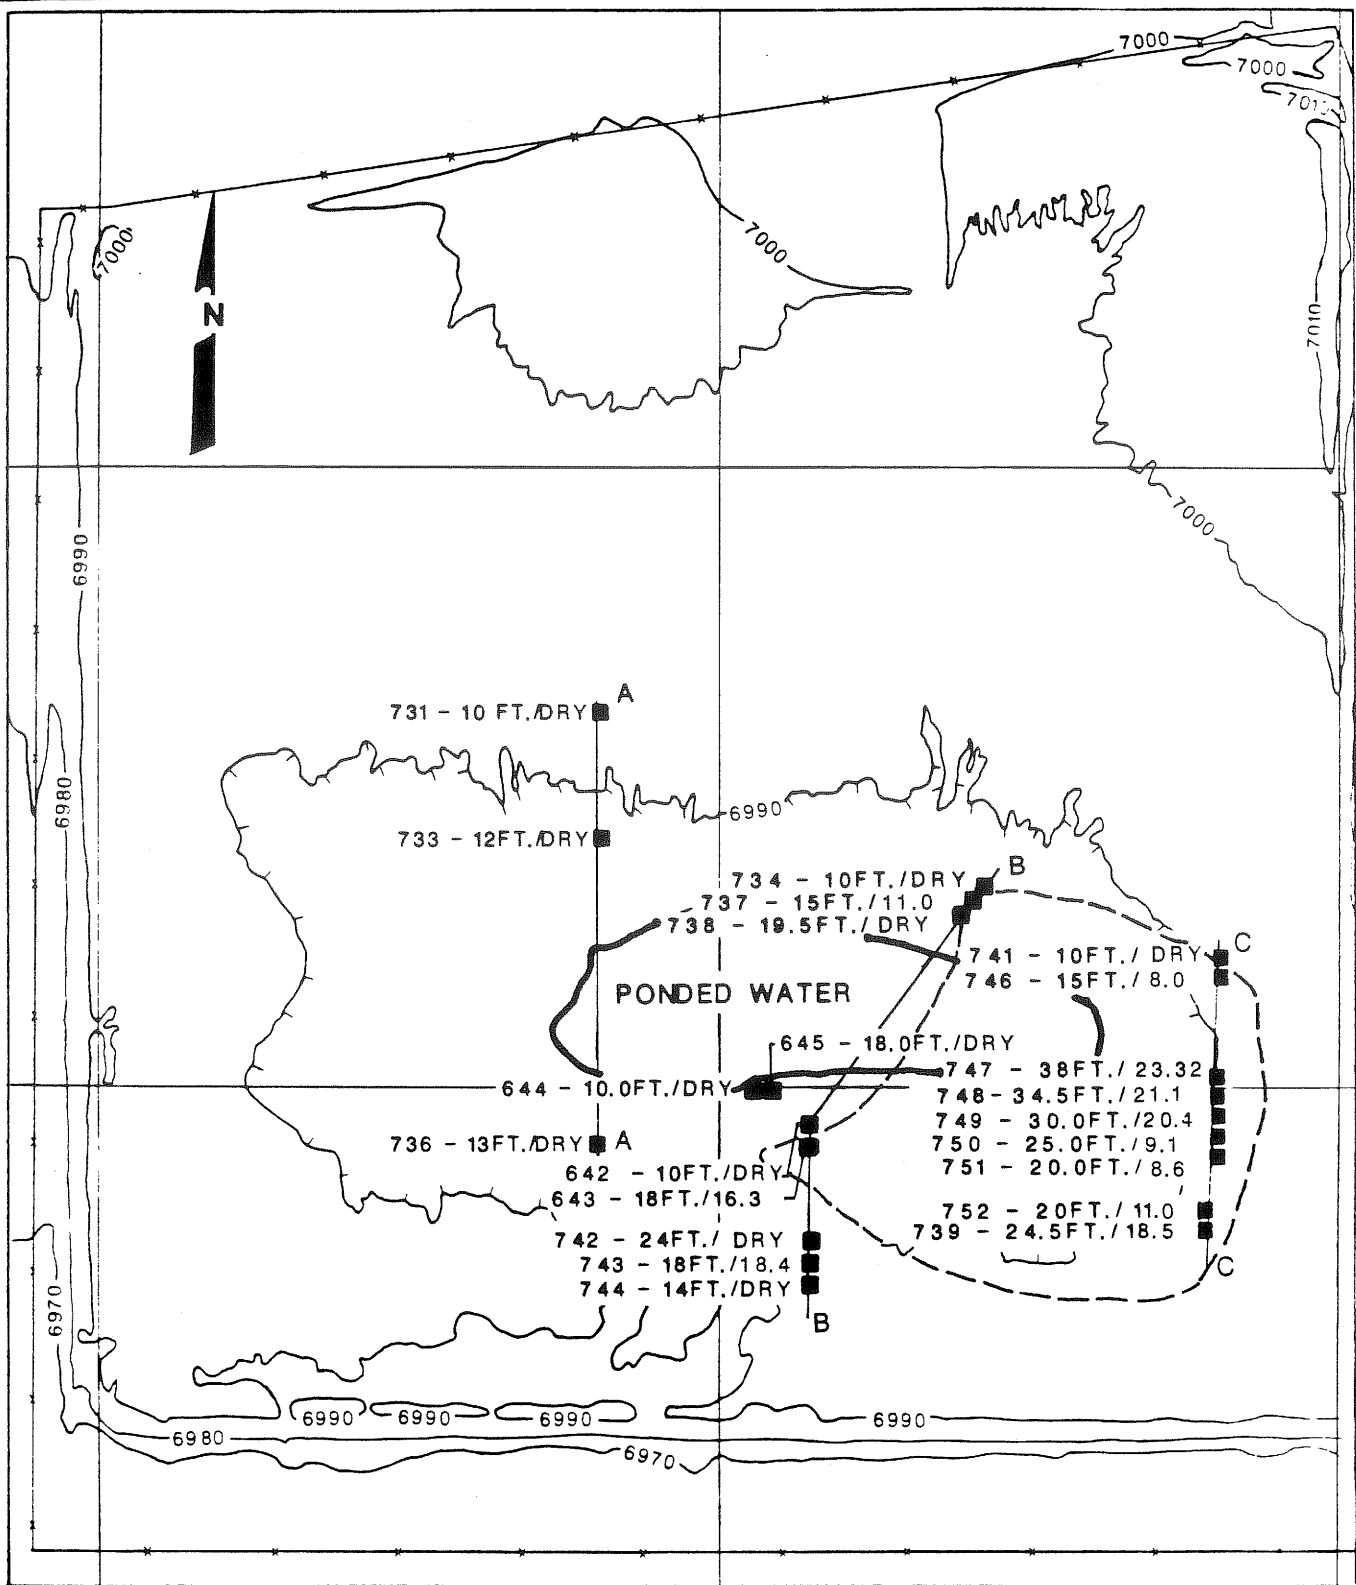 7000
7000
7010
7000
7000
N
7010
7000
6990
A
731 - 10 FT./DRY
6980
6990
733 - 12FT./DRY
B
734 - 10FT./DRY
737 - 15FT./11.0
738 - 19.5FT./DRY
C
741 - 10FT./ DRY
746 - 15FT./ 8.0
PONDED WATER
645 - 18.0FT./DRY
747 - 38FT./ 23.32
644 - 10.0FT./DRY
748 - 34.5FT./ 21.1
749 - 30.0FT./20.4
736 - 13FT./DRY
A
750 - 25.0FT./9.1
751 - 20.0FT./ 8.6
642 - 10FT./DRY
643 - 18FT./16.3
752 - 20FT./ 11.0
739 - 24.5FT./ 18.5
742 - 24FT./ DRY
743 - 18FT./18.4
C
744 - 14FT./DRY
6970
B
6990
6990
6990
6990
6980
6970